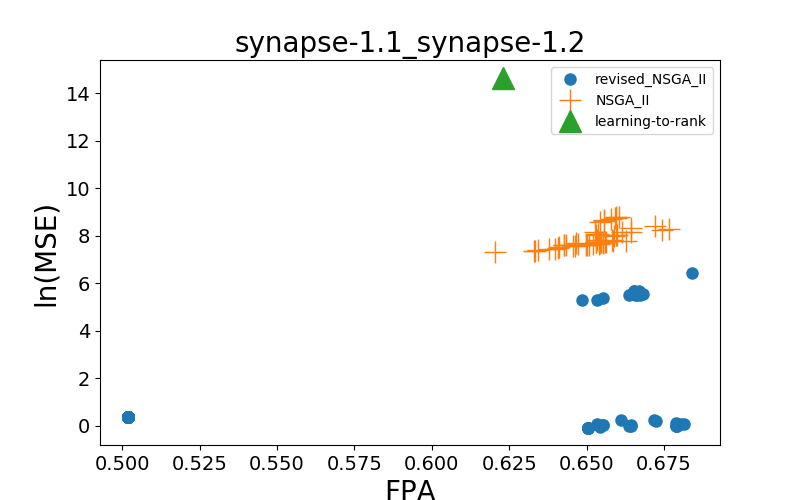 synapse-1.1_synapse-1.2
revised_NSGA_II
NSGA_II
learning-to-rank
ln(MSE)
14
12
10
8
6
4
2
0
0.500 0.525 0.550 0.575 0.600 0.625 0.650 0.675
FPA